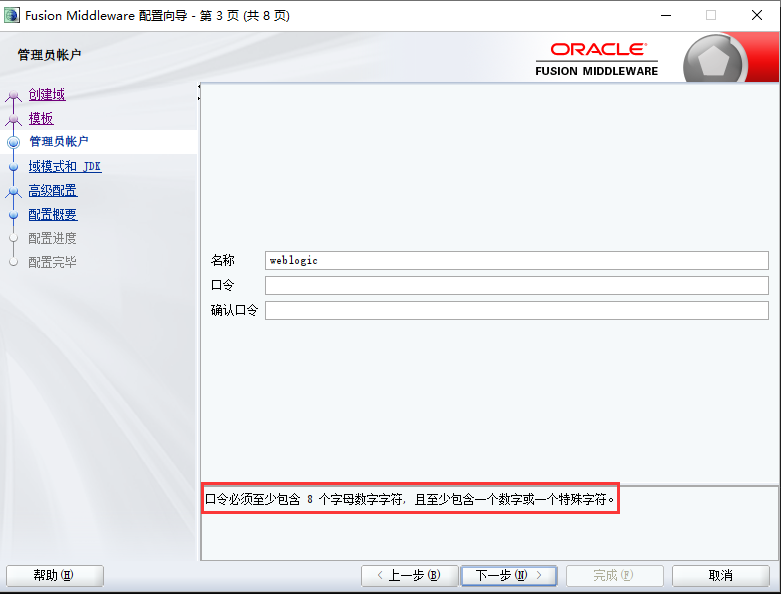 Fusion Middleware 配置向导 - 第 3 页 (共 8 页)
管理员帐户
ORACLE
FUSION MIDDLEWARE
创建域
模板
管理员帐户
域模式和 JDK
高级配置
配置概要
配置进度
配置完毕
名称 weblogic
口令
确认口令
口令必须至少包含 8 个字母数字字符, 且至少包含一个数字或一个特殊字符。
帮助(H) < 上一步(B) 下一步(N) > 完成(F) 取消